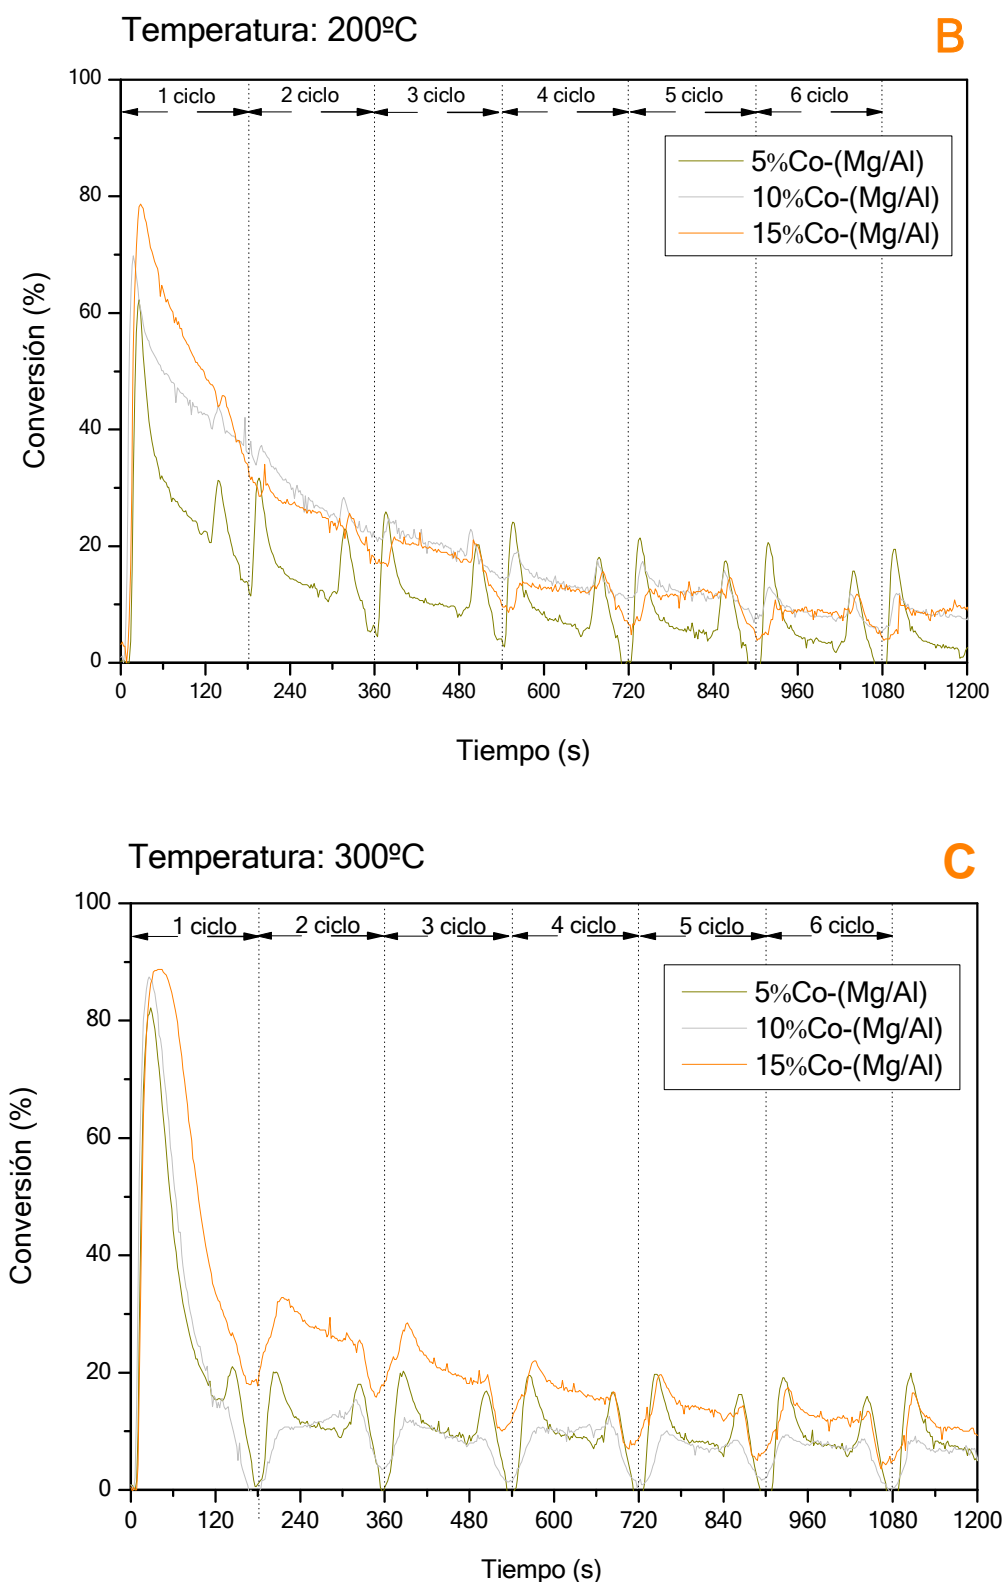 Temperatura: 200ºC
B
100
80
60
40
20
0
Conversión (%)
1 ciclo
2 ciclo
3 ciclo
4 ciclo
5 ciclo
6 ciclo
5%Co-(Mg/Al)
10%Co-(Mg/Al)
15%Co-(Mg/Al)
0 120 240 360 480 600 720 840 960 1080 1200
Tiempo (s)
Temperatura: 300ºC
C
100
80
60
40
20
0
Conversión (%)
1 ciclo
2 ciclo
3 ciclo
4 ciclo
5 ciclo
6 ciclo
5%Co-(Mg/Al)
10%Co-(Mg/Al)
15%Co-(Mg/Al)
0 120 240 360 480 600 720 840 960 1080 1200
Tiempo (s)